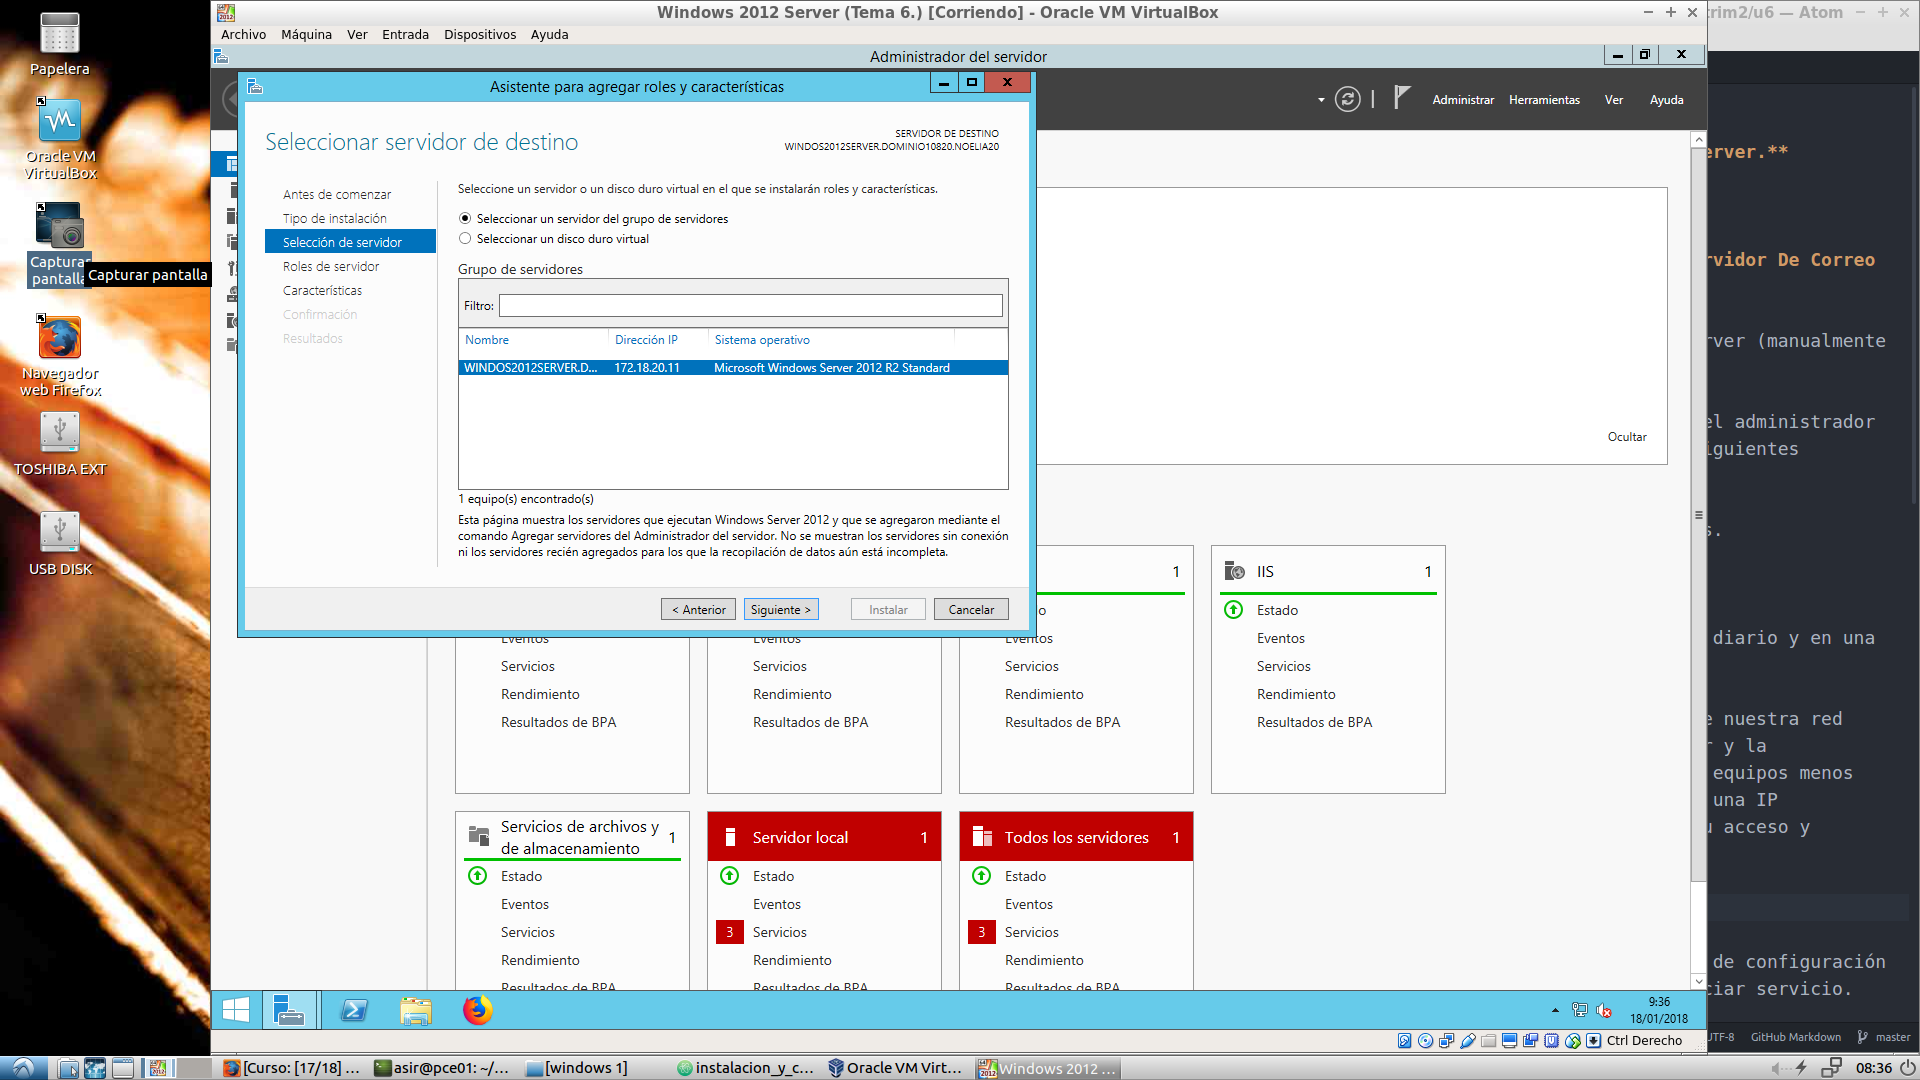 Windows 2012 Server (Tema 6.) [Corriendo] - Oracle VM VirtualBox
Archivo Máquina Ver Entrada Dispositivos Ayuda
Administrador del servidor
Administrar Herramientas Ver Ayuda
Asistente para agregar roles y características
Seleccionar servidor de destino
SERVIDOR DE DESTINO
WINDOS2012SERVER.DOMINIO10820.NOELIA20
Antes de comenzar
Tipo de instalación
Selección de servidor
Roles de servidor
Características
Confirmación
Resultados
Seleccione un servidor o un disco duro virtual en el que se instalarán roles y características.
Seleccionar un servidor del grupo de servidores
Seleccionar un disco duro virtual
Grupo de servidores
Filtro:
Nombre Dirección IP Sistema operativo
WINDOS2012SERVER.D... 172.18.20.11 Microsoft Windows Server 2012 R2 Standard
1 equipo(s) encontrado(s)
Esta página muestra los servidores que ejecutan Windows Server 2012 y que se agregaron mediante el
comando Agregar servidores del Administrador del servidor. No se muestran los servidores sin conexión
ni los servidores recién agregados para los que la recopilación de datos aún está incompleta.
< Anterior Siguiente > Instalar Cancelar
Ocultar
Eventos
Servicios
Rendimiento
Resultados de BPA
Eventos
Servicios
Rendimiento
Resultados de BPA
1
o
Eventos
Servicios
Rendimiento
Resultados de BPA
IIS 1
Estado
Eventos
Servicios
Rendimiento
Resultados de BPA
Servicios de archivos y
de almacenamiento 1
Estado
Eventos
Servicios
Rendimiento
Resultados de BPA
Servidor local 1
Estado
Eventos
3 Servicios
Rendimiento
Resultados de BPA
Todos los servidores 1
Estado
Eventos
3 Servicios
Rendimiento
Resultados de BPA
9:36
18/01/2018
Ctrl Derecho
Papelera
Oracle VM
VirtualBox
Capturar
pantalla
Capturar pantalla
Navegador
web Firefox
TOSHIBA EXT
USB DISK
trim2/u6 — Atom
erver.**
rvidor De Correo
rver (manualmente
el administrador
iguientes
s.
diario y en una
e nuestra red
r y la
equipos menos
una IP
u acceso y
de configuración
ciar servicio.
UTF-8 GitHub Markdown master
[Curso: [17/18] ... asir@pce01: ~/... [windows 1] instalacion_y_c... Oracle VM Virt... Windows 2012 ...
08:36